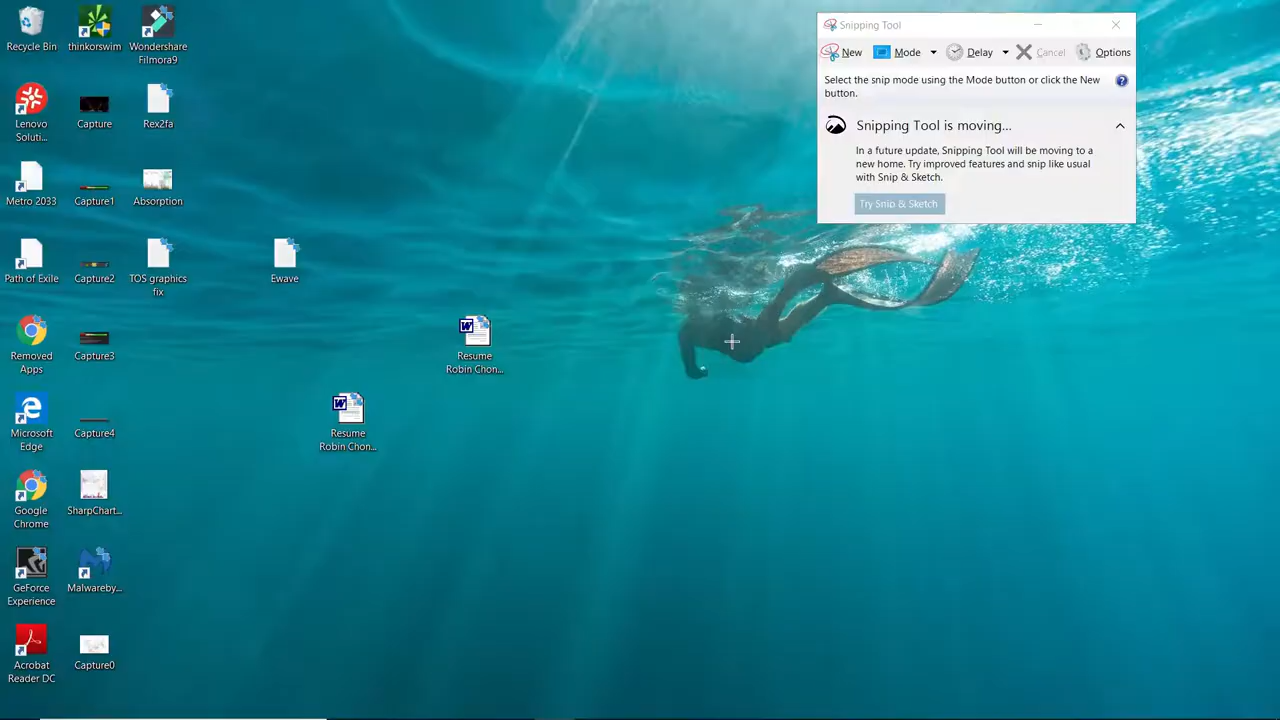 Recycle Bin
thinkorswim
Wondershare
Filmora9
Lenovo
Soluti...
Capture
Rex2fa
Metro 2033
Capture1
Absorption
Path of Exile
Capture2
TOS graphics
fix
Ewave
Removed
Apps
Capture3
Resume
Robin Chon...
Microsoft
Edge
Capture4
Resume
Robin Chon...
Google
Chrome
SharpChart...
GeForce
Experience
Malwareby...
Acrobat
Reader DC
Capture0
Snipping Tool
New Mode Delay Cancel Options
Select the snip mode using the Mode button or click the New
button.
Snipping Tool is moving...
In a future update, Snipping Tool will be moving to a
new home. Try improved features and snip like usual
with Snip & Sketch.
Try Snip & Sketch